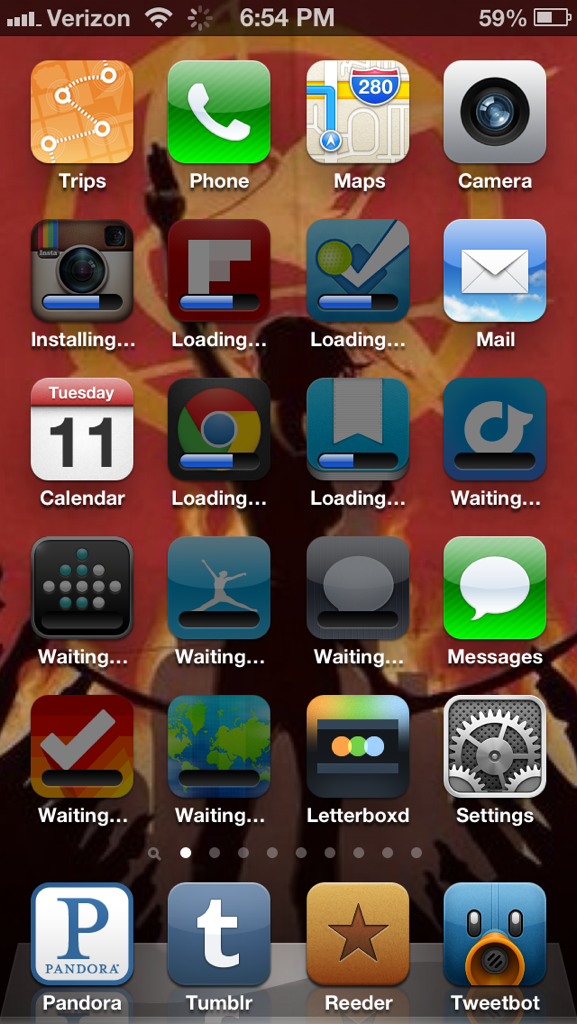 Verizon 6:54 PM 59%
280
Trips Phone Maps Camera
Insta
Installing... Loading... Loading... Mail
Tuesday
11
Calendar Loading... Loading... Waiting...
Waiting... Waiting... Waiting... Messages
Waiting... Waiting... Letterboxd Settings
P
PANDORA
t
Pandora Tumblr Reeder Tweetbot